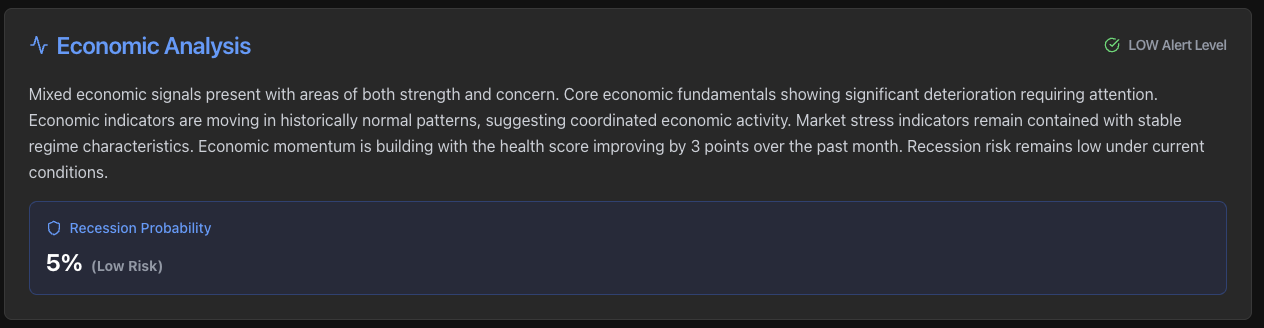 Economic Analysis
LOW Alert Level
Mixed economic signals present with areas of both strength and concern. Core economic fundamentals showing significant deterioration requiring attention.
Economic indicators are moving in historically normal patterns, suggesting coordinated economic activity. Market stress indicators remain contained with stable
regime characteristics. Economic momentum is building with the health score improving by 3 points over the past month. Recession risk remains low under current
conditions.
Recession Probability
5% (Low Risk)